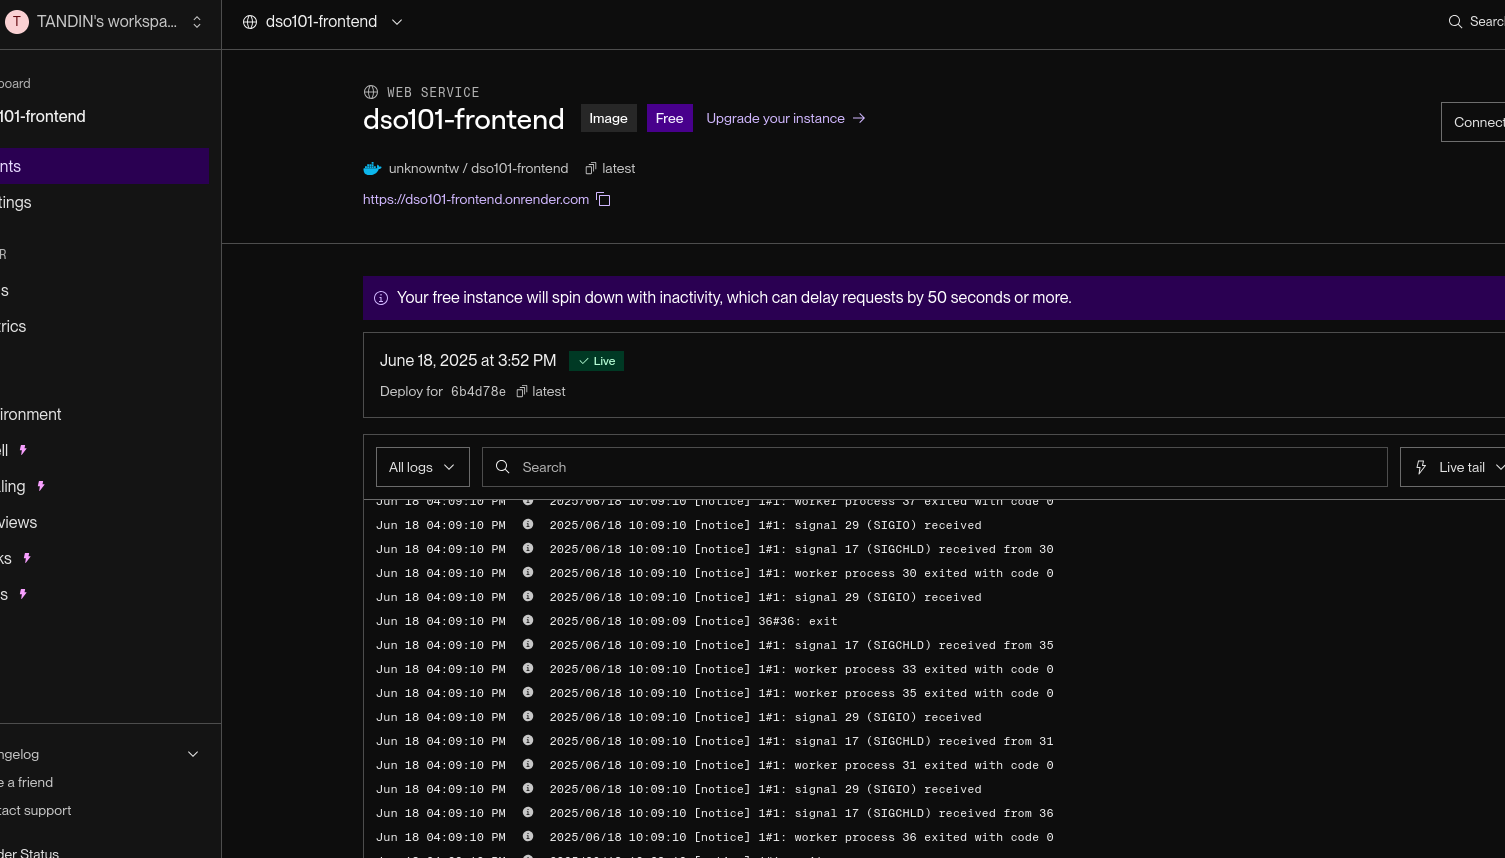 T TANDIN's workspa...
dso101-frontend
Searc
board
101-frontend
nts
tings
R
s
rics
ironment
ll
ling
views
ks
s
ngelog
e a friend
tact support
der Status
WEB SERVICE
dso101-frontend Image Free Upgrade your instance →
Connect
unknowntw / dso101-frontend latest
https://dso101-frontend.onrender.com
Your free instance will spin down with inactivity, which can delay requests by 50 seconds or more.
June 18, 2025 at 3:52 PM Live
Deploy for 6b4d78e latest
All logs Search Live tail
Jun 18 04:09:10 PM 2025/06/18 10:09:10 [notice] 1#1: worker process 37 exited with code 0
Jun 18 04:09:10 PM 2025/06/18 10:09:10 [notice] 1#1: signal 29 (SIGIO) received
Jun 18 04:09:10 PM 2025/06/18 10:09:10 [notice] 1#1: signal 17 (SIGCHLD) received from 30
Jun 18 04:09:10 PM 2025/06/18 10:09:10 [notice] 1#1: worker process 30 exited with code 0
Jun 18 04:09:10 PM 2025/06/18 10:09:10 [notice] 1#1: signal 29 (SIGIO) received
Jun 18 04:09:10 PM 2025/06/18 10:09:09 [notice] 36#36: exit
Jun 18 04:09:10 PM 2025/06/18 10:09:10 [notice] 1#1: signal 17 (SIGCHLD) received from 35
Jun 18 04:09:10 PM 2025/06/18 10:09:10 [notice] 1#1: worker process 33 exited with code 0
Jun 18 04:09:10 PM 2025/06/18 10:09:10 [notice] 1#1: worker process 35 exited with code 0
Jun 18 04:09:10 PM 2025/06/18 10:09:10 [notice] 1#1: signal 29 (SIGIO) received
Jun 18 04:09:10 PM 2025/06/18 10:09:10 [notice] 1#1: signal 17 (SIGCHLD) received from 31
Jun 18 04:09:10 PM 2025/06/18 10:09:10 [notice] 1#1: worker process 31 exited with code 0
Jun 18 04:09:10 PM 2025/06/18 10:09:10 [notice] 1#1: signal 29 (SIGIO) received
Jun 18 04:09:10 PM 2025/06/18 10:09:10 [notice] 1#1: signal 17 (SIGCHLD) received from 36
Jun 18 04:09:10 PM 2025/06/18 10:09:10 [notice] 1#1: worker process 36 exited with code 0